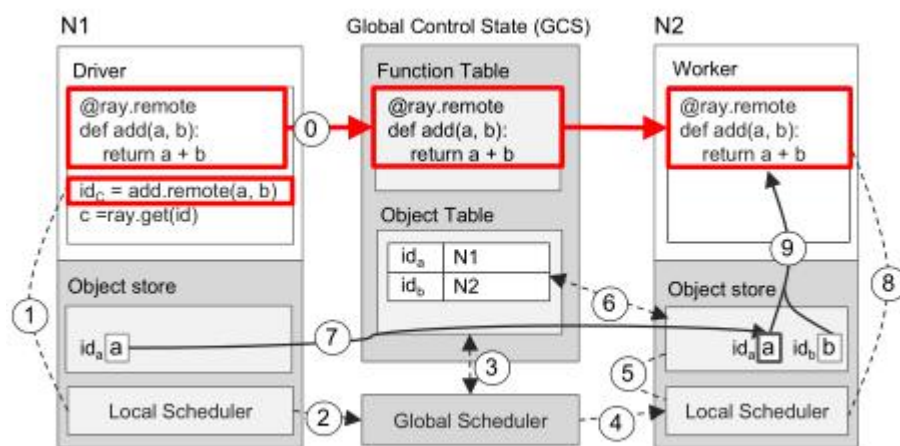 N1
Driver
@ray.remote
def add(a, b):
return a + b
idC = add.remote(a, b)
c =ray.get(id)
Object store
ida a
Local Scheduler
Global Control State (GCS)
Function Table
@ray.remote
def add(a, b):
return a + b
Object Table
ida N1
idb N2
Global Scheduler
N2
Worker
@ray.remote
def add(a, b):
return a + b
Object store
ida a idb b
Local Scheduler
0
1
2
3
4
5
6
7
8
9